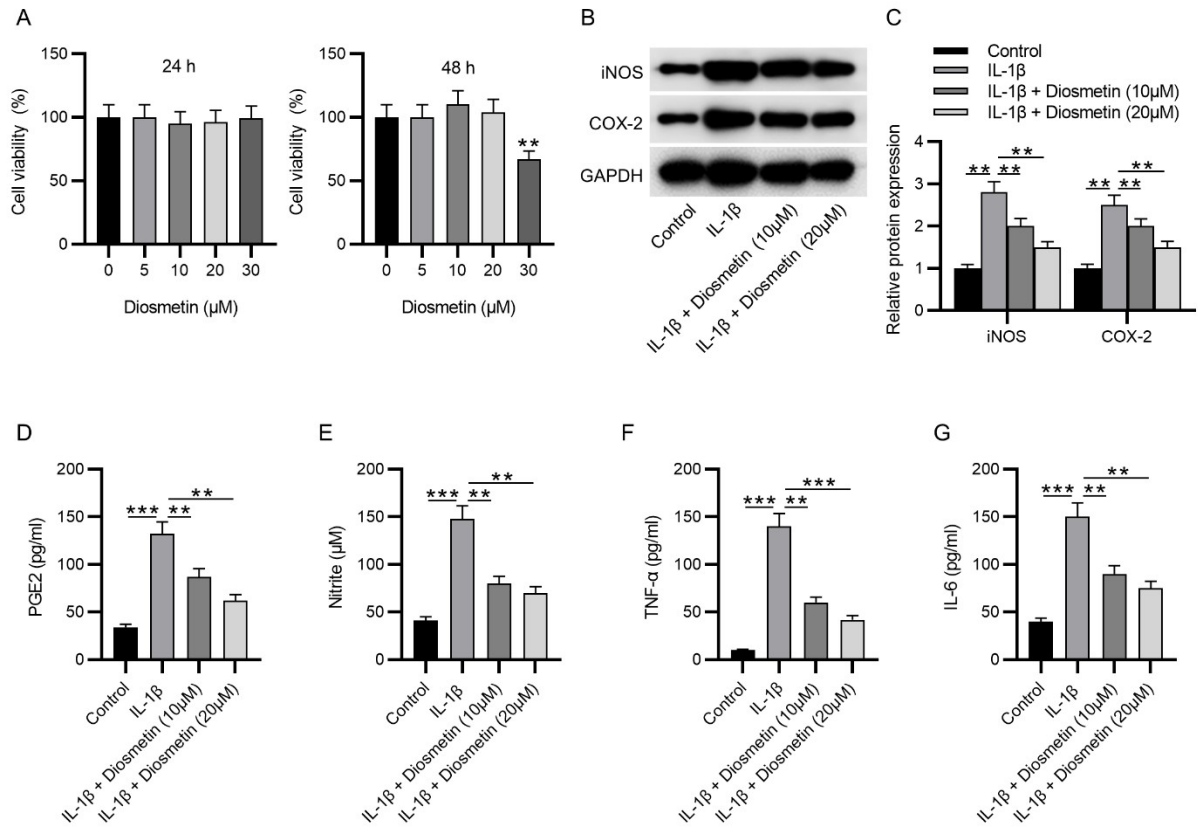 A
Cell viability (%)
150
100
50
0
24 h
0 5 10 20 30
Diosmetin (µM)
Cell viability (%)
150
100
50
0
48 h
**
0 5 10 20 30
Diosmetin (µM)
B
iNOS
COX-2
GAPDH
Control
IL-1β
IL-1β + Diosmetin (10µM)
IL-1β + Diosmetin (20µM)
C
Control
IL-1β
IL-1β + Diosmetin (10µM)
IL-1β + Diosmetin (20µM)
Relative protein expression
4
3
2
1
0
**
** **
**
** **
iNOS COX-2
D
PGE2 (pg/ml)
200
150
100
50
0
**
*** **
Control
IL-1β
IL-1β + Diosmetin (10µM)
IL-1β + Diosmetin (20µM)
E
Nitrite (µM)
200
150
100
50
0
**
*** **
Control
IL-1β
IL-1β + Diosmetin (10µM)
IL-1β + Diosmetin (20µM)
F
TNF-α (pg/ml)
200
150
100
50
0
***
*** **
Control
IL-1β
IL-1β + Diosmetin (10µM)
IL-1β + Diosmetin (20µM)
G
IL-6 (pg/ml)
200
150
100
50
0
**
*** **
Control
IL-1β
IL-1β + Diosmetin (10µM)
IL-1β + Diosmetin (20µM)